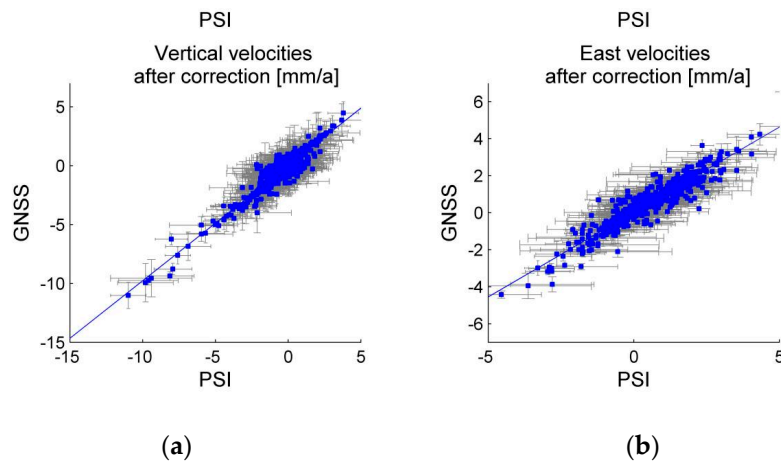 PSI PSI
Vertical velocities
after correction [mm/a]
East velocities
after correction [mm/a]
GNSS
5
0
-5
-10
-15
-15 -10 -5 0 5
PSI
GNSS
6
4
2
0
-2
-4
-6
-5 0 5
PSI
(a) (b)